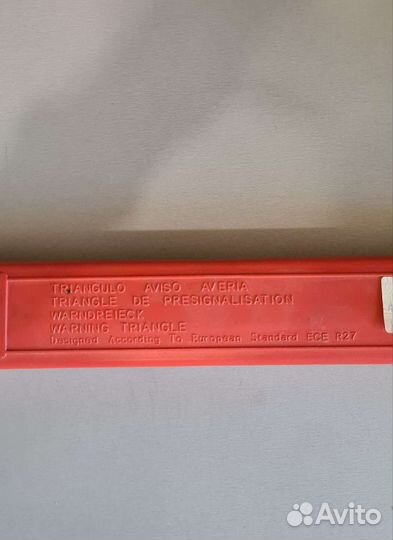 TRIANGULO AVISO AVERIA
TRIANGLE DE PRESIGNALISATION
WARNDREIECK
WARNING TRIANGLE
Designed According To European Standard ECE R27
Avito